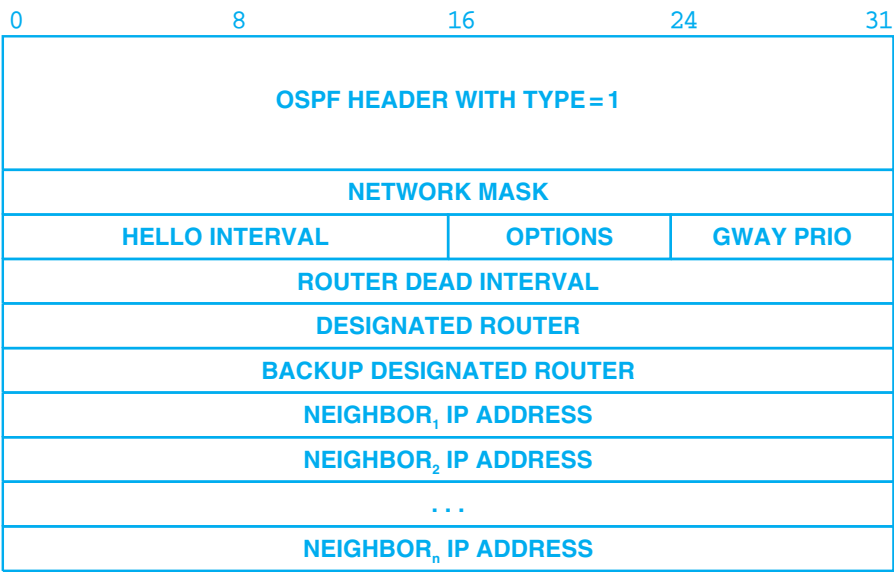 0 8 16 24 31
OSPF HEADER WITH TYPE = 1
NETWORK MASK
HELLO INTERVAL OPTIONS GWAY PRIO
ROUTER DEAD INTERVAL
DESIGNATED ROUTER
BACKUP DESIGNATED ROUTER
NEIGHBOR₁ IP ADDRESS
NEIGHBOR₂ IP ADDRESS
. . .
NEIGHBORₙ IP ADDRESS